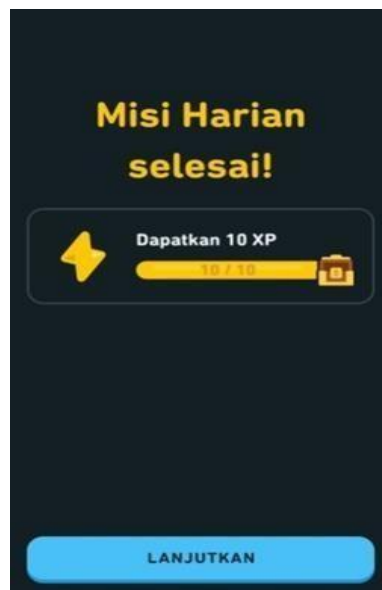 Misi Harian
selesai!
Dapatkan 10 XP
10 / 10
LANJUTKAN